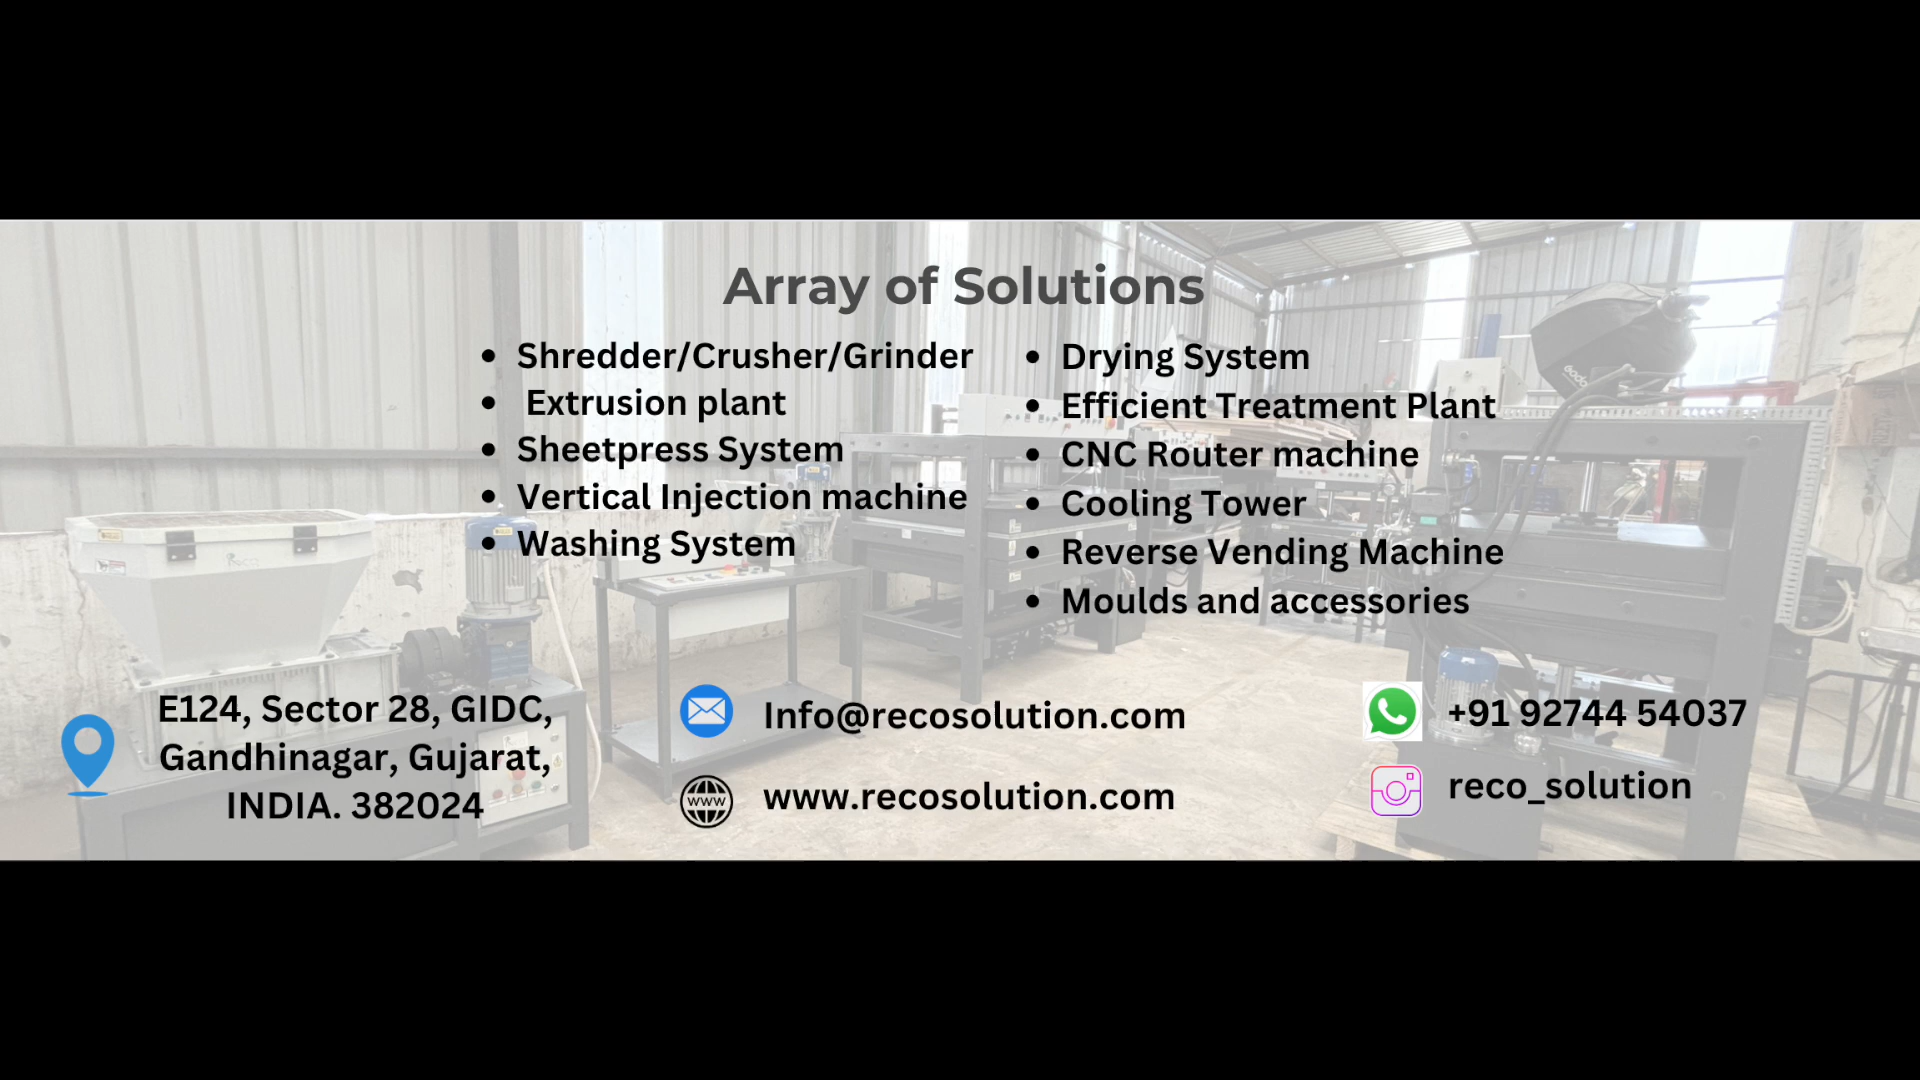 Array of Solutions
Shredder/Crusher/Grinder
Extrusion plant
Sheetpress System
Vertical Injection machine
Washing System
Drying System
Efficient Treatment Plant
CNC Router machine
Cooling Tower
Reverse Vending Machine
Moulds and accessories
E124, Sector 28, GIDC,
Gandhinagar, Gujarat,
INDIA. 382024
Info@recosolution.com
www
www.recosolution.com
+91 92744 54037
reco_solution